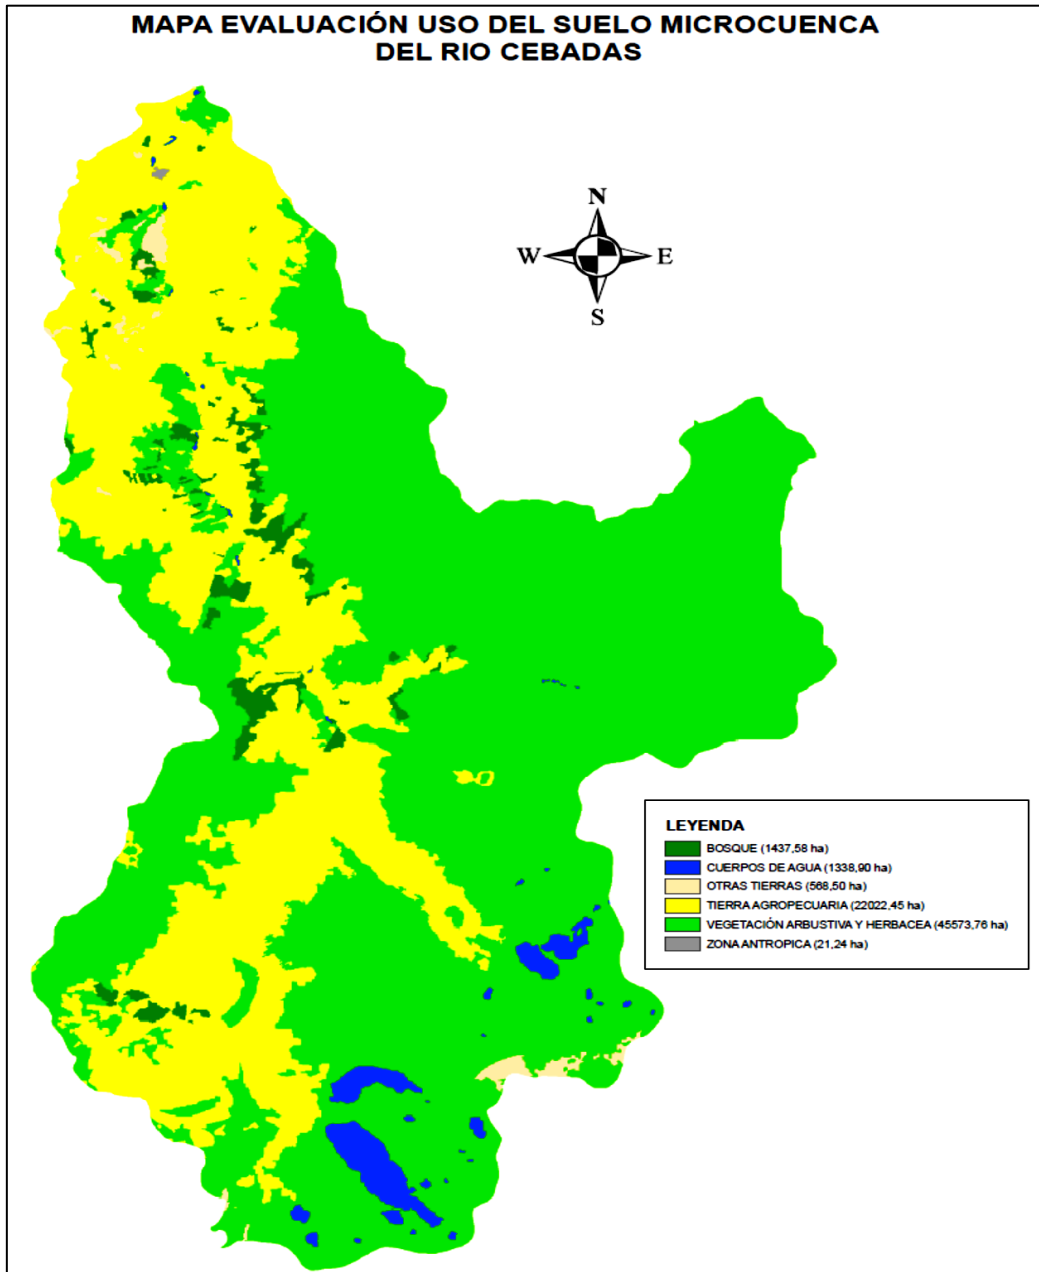 MAPA EVALUACIÓN USO DEL SUELO MICROCUENCA
DEL RIO CEBADAS
N
W E
S
LEYENDA
BOSQUE (1437,58 ha)
CUERPOS DE AGUA (1338,90 ha)
OTRAS TIERRAS (568,50 ha)
TIERRA AGROPECUARIA (22022,45 ha)
VEGETACIÓN ARBUSTIVA Y HERBACEA (45573,76 ha)
ZONA ANTROPICA (21,24 ha)